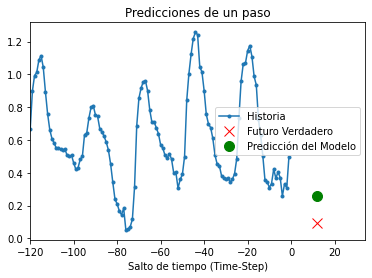 Predicciones de un paso
1.2
1.0
0.8
0.6
0.4
0.2
0.0
Historia
Futuro Verdadero
Predicción del Modelo
−120 −100 −80 −60 −40 −20 0 20
Salto de tiempo (Time-Step)